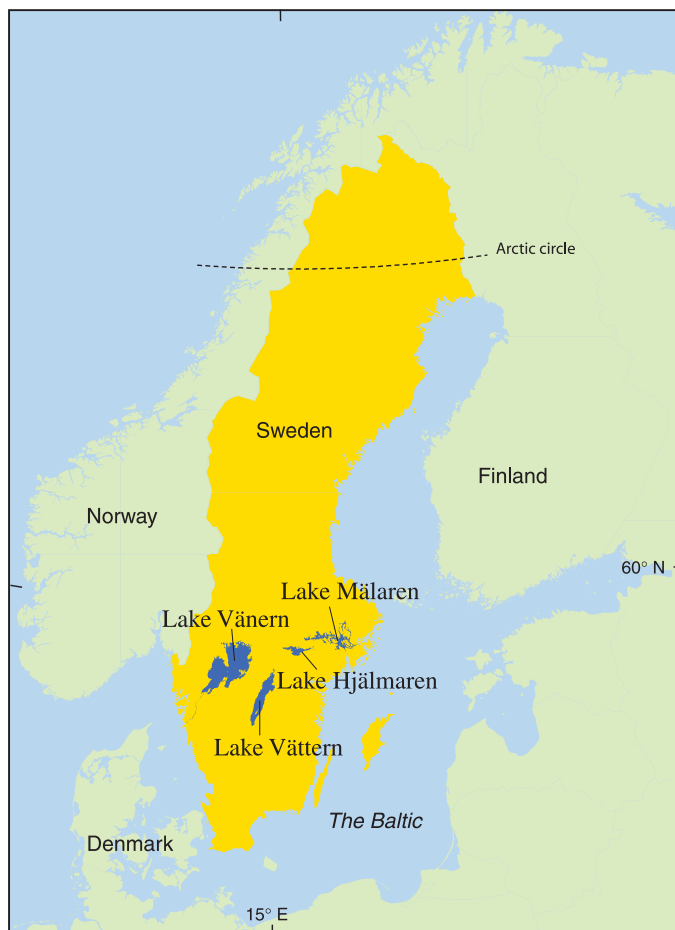 Arctic circle
Sweden
Finland
Norway
60° N
Lake Mälaren
Lake Vänern
Lake Hjälmaren
Lake Vättern
The Baltic
Denmark
15° E